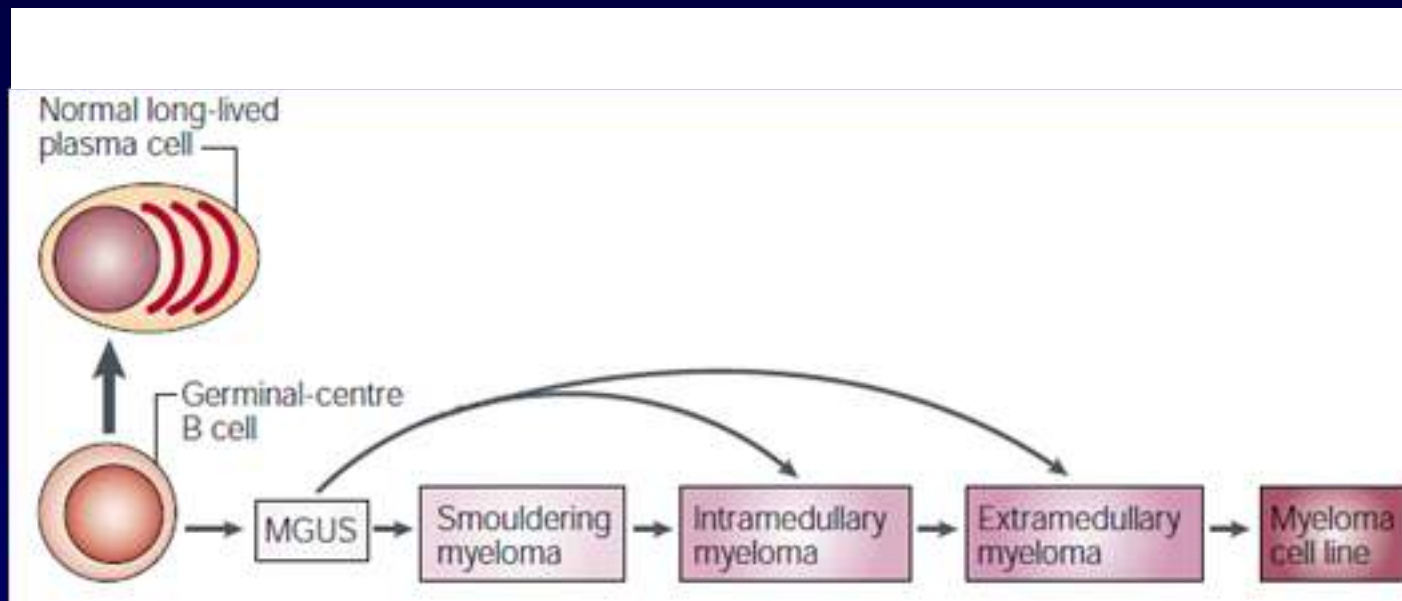 Normal long-lived
plasma cell
Germinal-centre
B cell
MGUS
Smouldering
myeloma
Intramedullary
myeloma
Extramedullary
myeloma
Myeloma
cell line